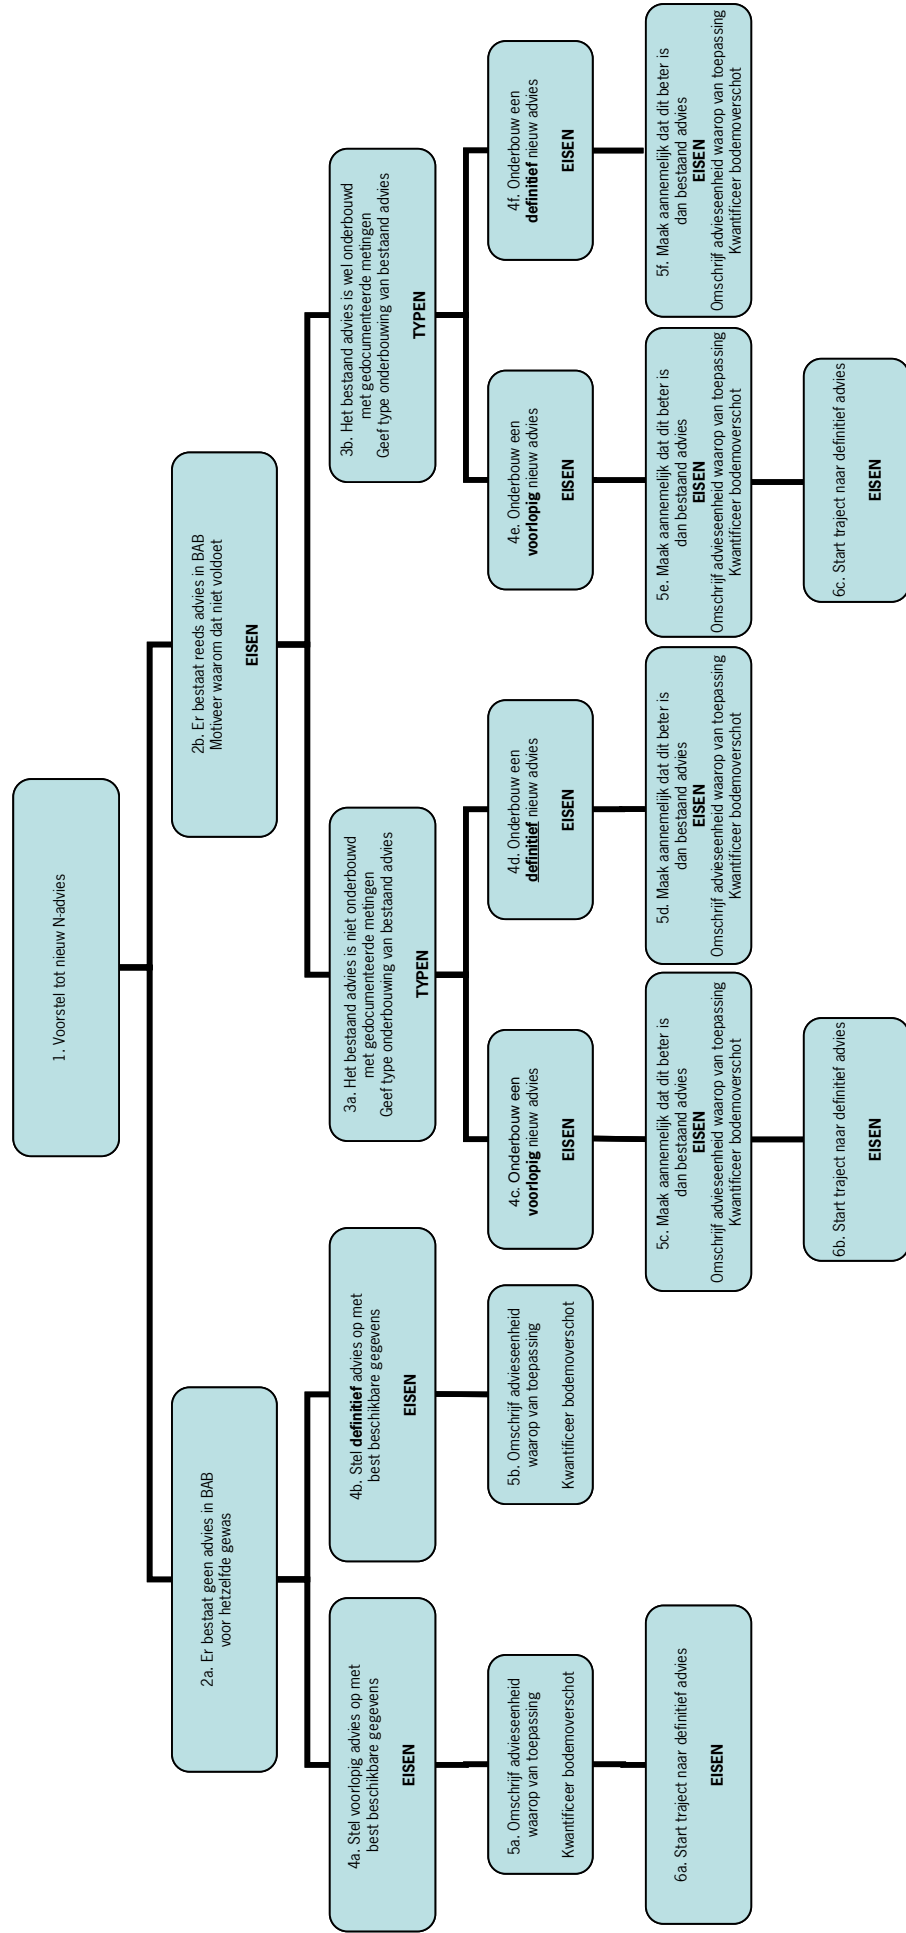 1. Voorstel tot nieuw N-advies
2a. Er bestaat geen advies in BAB
voor hetzelfde gewas
2b. Er bestaat reeds advies in BAB
Motiveer waarom dat niet voldoet
EISEN
4a. Stel voorlopig advies op met
best beschikbare gegevens
EISEN
4b. Stel definitief advies op met
best beschikbare gegevens
EISEN
3a. Het bestaand advies is niet onderbouwd
met gedocumenteerde metingen
Geef type onderbouwing van bestaand advies
TYPEN
3b. Het bestaand advies is wel onderbouwd
met gedocumenteerde metingen
Geef type onderbouwing van bestaand advies
TYPEN
5a. Omschrijf advieseenheid
waarop van toepassing
Kwantificeer bodemoverschot
5b. Omschrijf advieseenheid
waarop van toepassing
Kwantificeer bodemoverschot
4c. Onderbouw een
voorlopig nieuw advies
EISEN
4d. Onderbouw een
definitief nieuw advies
EISEN
4e. Onderbouw een
voorlopig nieuw advies
EISEN
4f. Onderbouw een
definitief nieuw advies
EISEN
6a. Start traject naar definitief advies
EISEN
5c. Maak aannemelijk dat dit beter is
dan bestaand advies
EISEN
Omschrijf advieseenheid waarop van toepassing
Kwantificeer bodemoverschot
5d. Maak aannemelijk dat dit beter is
dan bestaand advies
EISEN
Omschrijf advieseenheid waarop van toepassing
Kwantificeer bodemoverschot
5e. Maak aannemelijk dat dit beter is
dan bestaand advies
EISEN
Omschrijf advieseenheid waarop van toepassing
Kwantificeer bodemoverschot
5f. Maak aannemelijk dat dit beter is
dan bestaand advies
EISEN
Omschrijf advieseenheid waarop van toepassing
Kwantificeer bodemoverschot
6b. Start traject naar definitief advies
EISEN
6c. Start traject naar definitief advies
EISEN